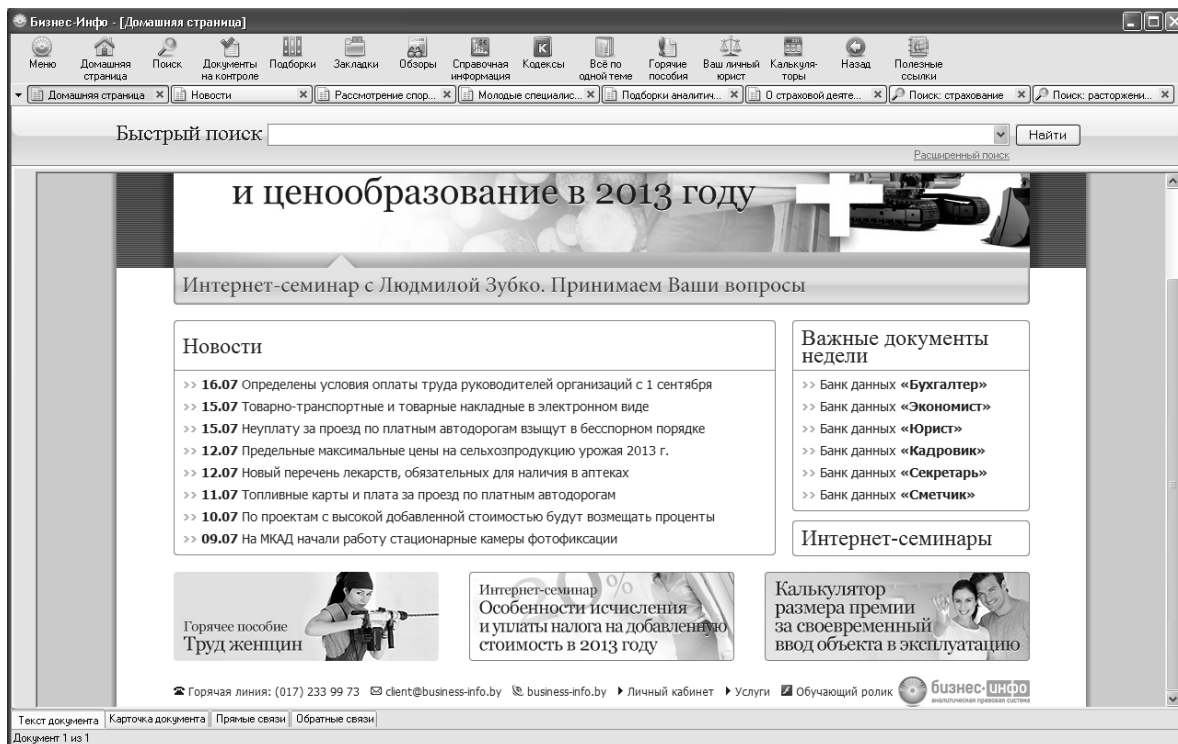 Бизнес-Инфо - [Домашняя страница]
Меню
Домашняя
страница
Поиск
Документы
на контроле
Подборки
Закладки
Обзоры
Справочная
информация
Кодексы
Всё по
одной теме
Горячие
пособия
Ваш личный
юрист
Калькуля-
торы
Назад
Полезные
ссылки
Домашняя страница
Новости
Рассмотрение спор...
Молодые специалис...
Подборки аналитич...
О страховой деяте...
Поиск: страхование
Поиск: расторжени...
Быстрый поиск
Найти
Расширенный поиск
и ценообразование в 2013 году
Интернет-семинар с Людмилой Зубко. Принимаем Ваши вопросы
Новости
>> 16.07 Определены условия оплаты труда руководителей организаций с 1 сентября
>> 15.07 Товарно-транспортные и товарные накладные в электронном виде
>> 15.07 Неуплату за проезд по платным автодорогам взыщут в бесспорном порядке
>> 12.07 Предельные максимальные цены на сельхозпродукцию урожая 2013 г.
>> 12.07 Новый перечень лекарств, обязательных для наличия в аптеках
>> 11.07 Топливные карты и плата за проезд по платным автодорогам
>> 10.07 По проектам с высокой добавленной стоимостью будут возмещать проценты
>> 09.07 На МКАД начали работу стационарные камеры фотофиксации
Важные документы
недели
>> Банк данных «Бухгалтер»
>> Банк данных «Экономист»
>> Банк данных «Юрист»
>> Банк данных «Кадровик»
>> Банк данных «Секретарь»
>> Банк данных «Сметчик»
Интернет-семинары
Горячее пособие
Труд женщин
20%
Интернет-семинар
Особенности исчисления
и уплаты налога на добавленную
стоимость в 2013 году
Калькулятор
размера премии
за своевременный
ввод объекта в эксплуатацию
Горячая линия: (017) 233 99 73 client@business-info.by business-info.by Личный кабинет Услуги Обучающий ролик
бизнес-инфо
аналитическая правовая система
Текст документа Карточка документа Прямые связи Обратные связи
Документ 1 из 1